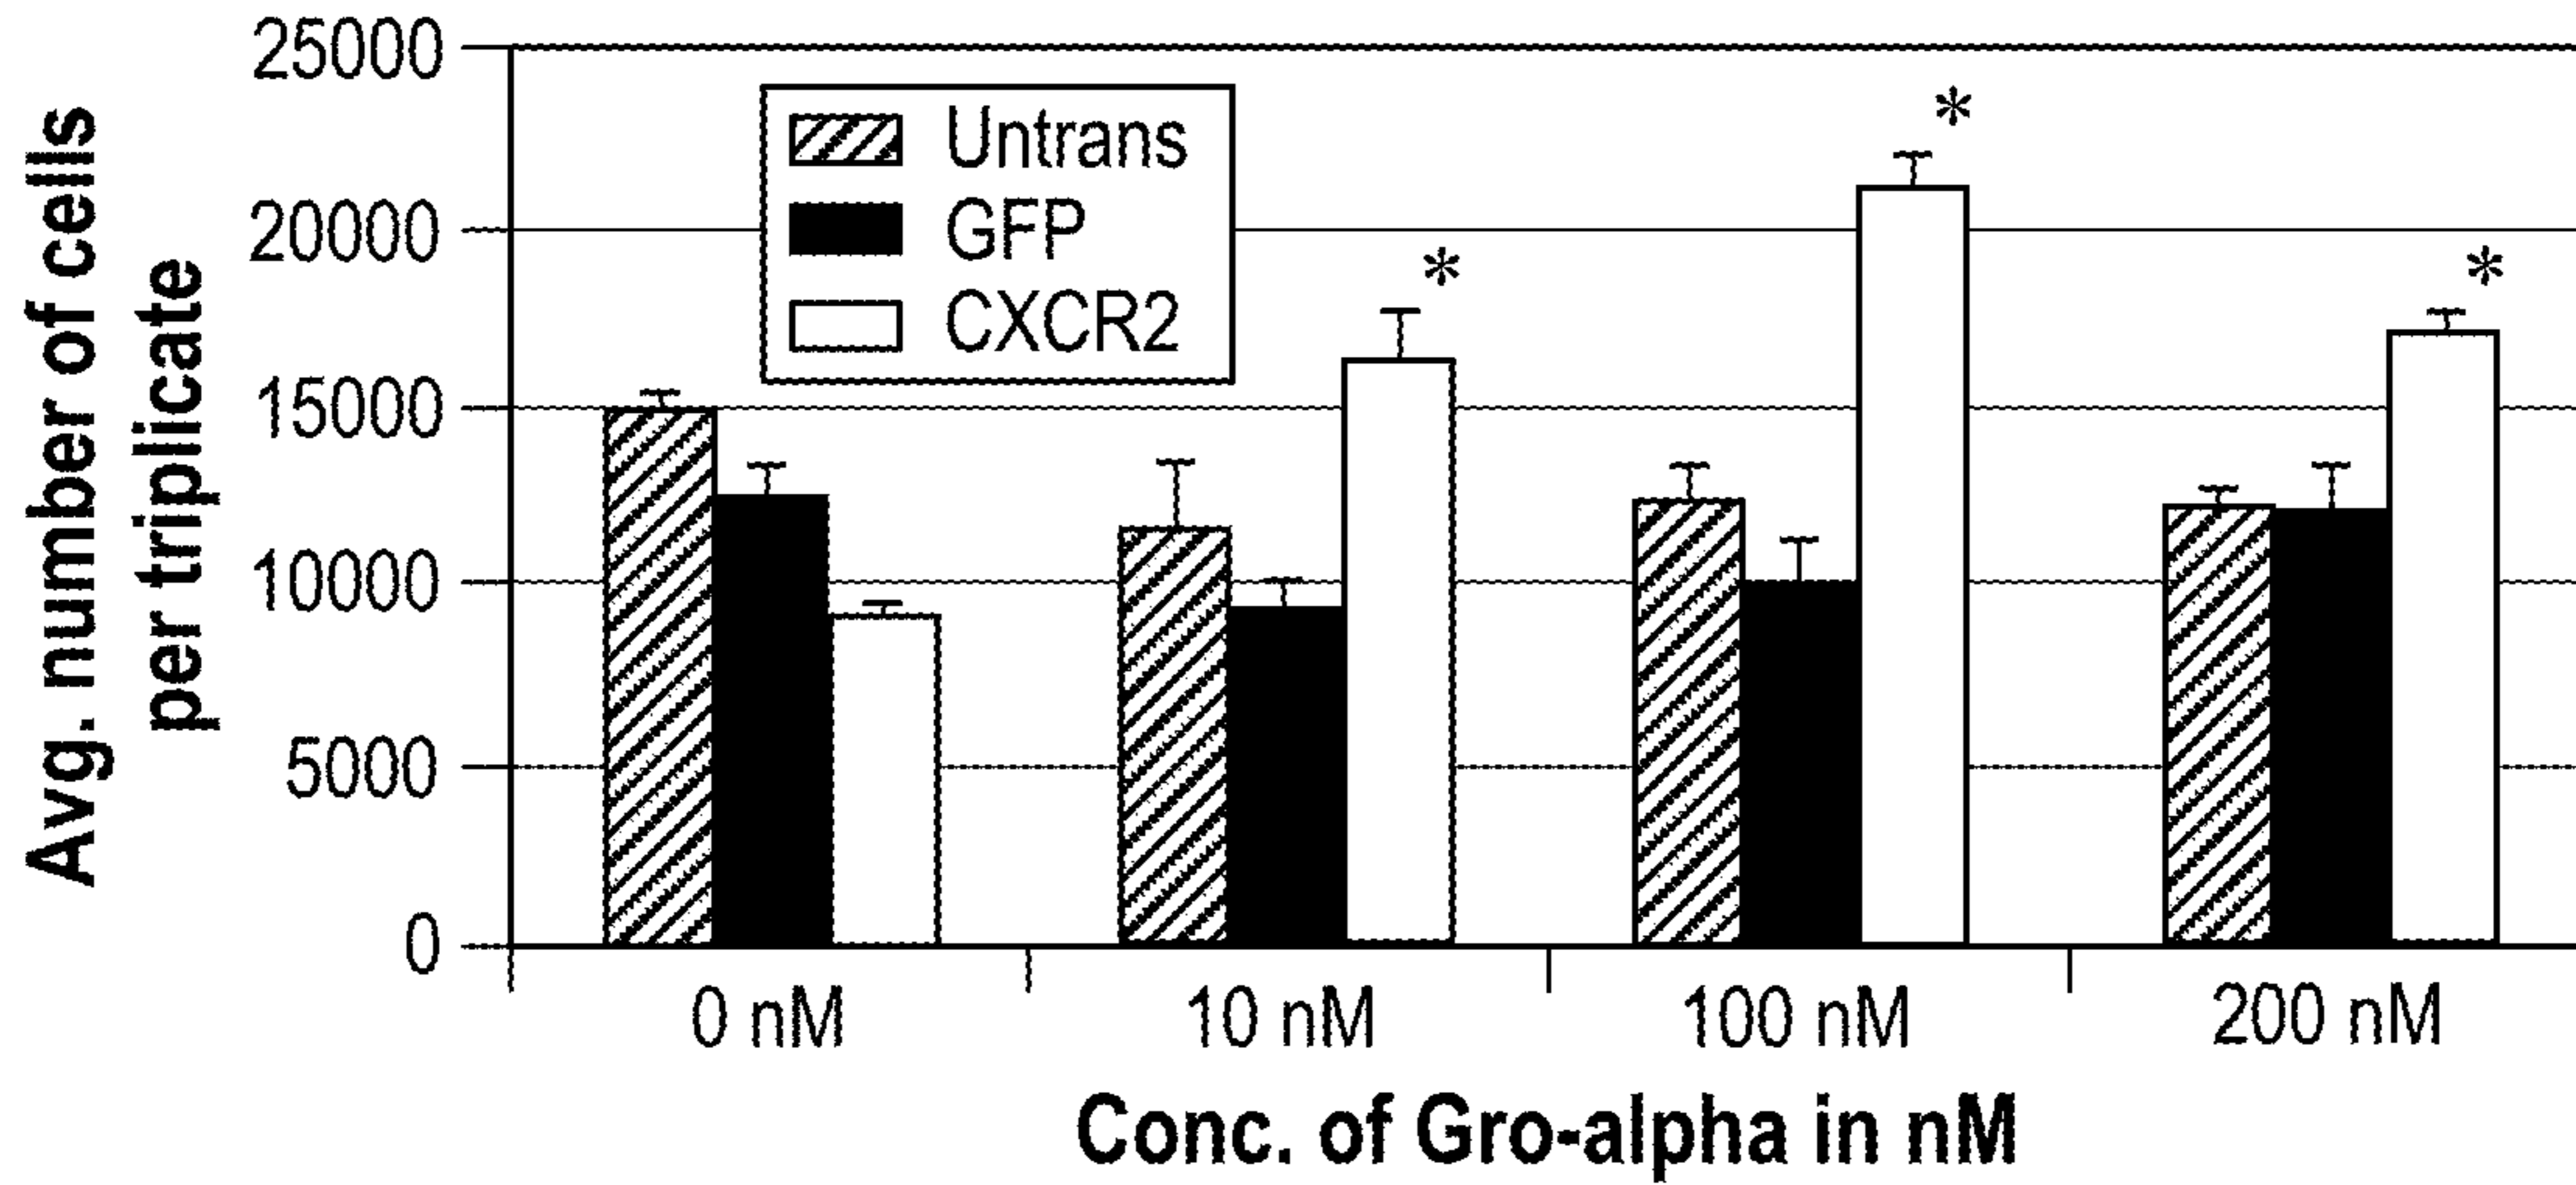 Avg. number of cells
per triplicate
25000
20000
15000
10000
5000
0
Untrans
GFP
CXCR2
*
*
*
0 nM
10 nM
100 nM
200 nM
Conc. of Gro-alpha in nM